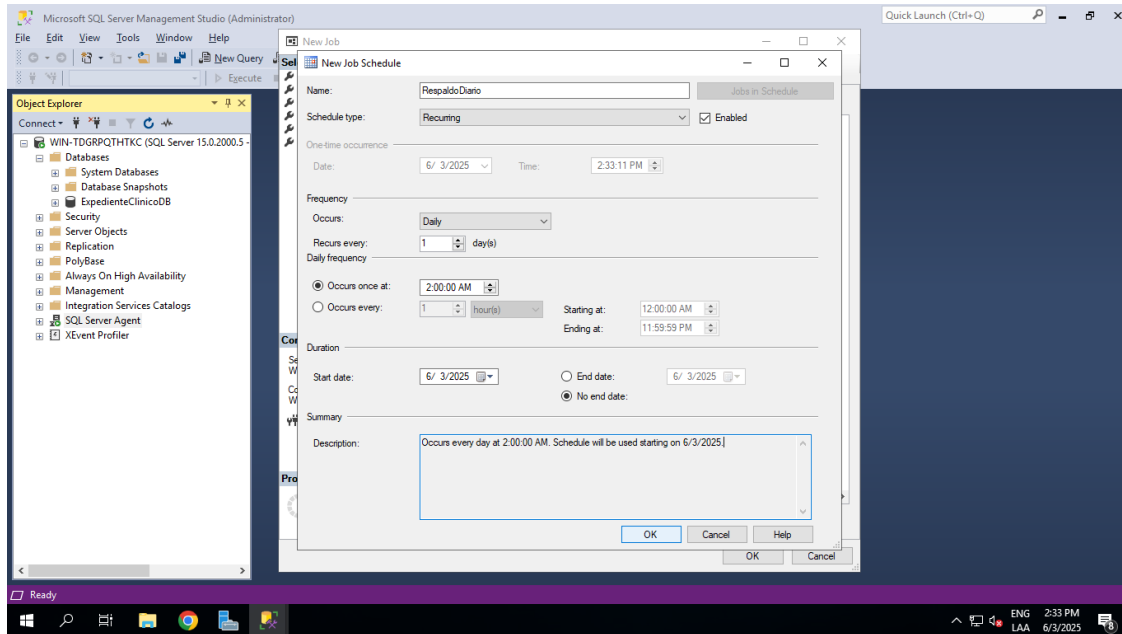 Microsoft SQL Server Management Studio (Administrator)
Quick Launch (Ctrl+Q)
File Edit View Tools Window Help
New Query
Execute
Object Explorer
Connect
WIN-TDGRPQTHTKC (SQL Server 15.0.2000.5 -
Databases
System Databases
Database Snapshots
ExpedienteClinicoDB
Security
Server Objects
Replication
PolyBase
Always On High Availability
Management
Integration Services Catalogs
SQL Server Agent
XEvent Profiler
New Job
Sel
Cor
Se
W
Co
W
Pro
New Job Schedule
Name: RespaldoDiario Jobs in Schedule
Schedule type: Recurring Enabled
One-time occurrence
Date: 6/ 3/2025 Time: 2:33:11 PM
Frequency
Occurs: Daily
Recurs every: 1 day(s)
Daily frequency
Occurs once at: 2:00:00 AM
Occurs every: 1 hour(s) Starting at: 12:00:00 AM
Ending at: 11:59:59 PM
Duration
Start date: 6/ 3/2025 End date: 6/ 3/2025
No end date:
Summary
Description: Occurs every day at 2:00:00 AM. Schedule will be used starting on 6/3/2025.
OK Cancel Help
OK Cancel
Ready
ENG 2:33 PM
LAA 6/3/2025
8